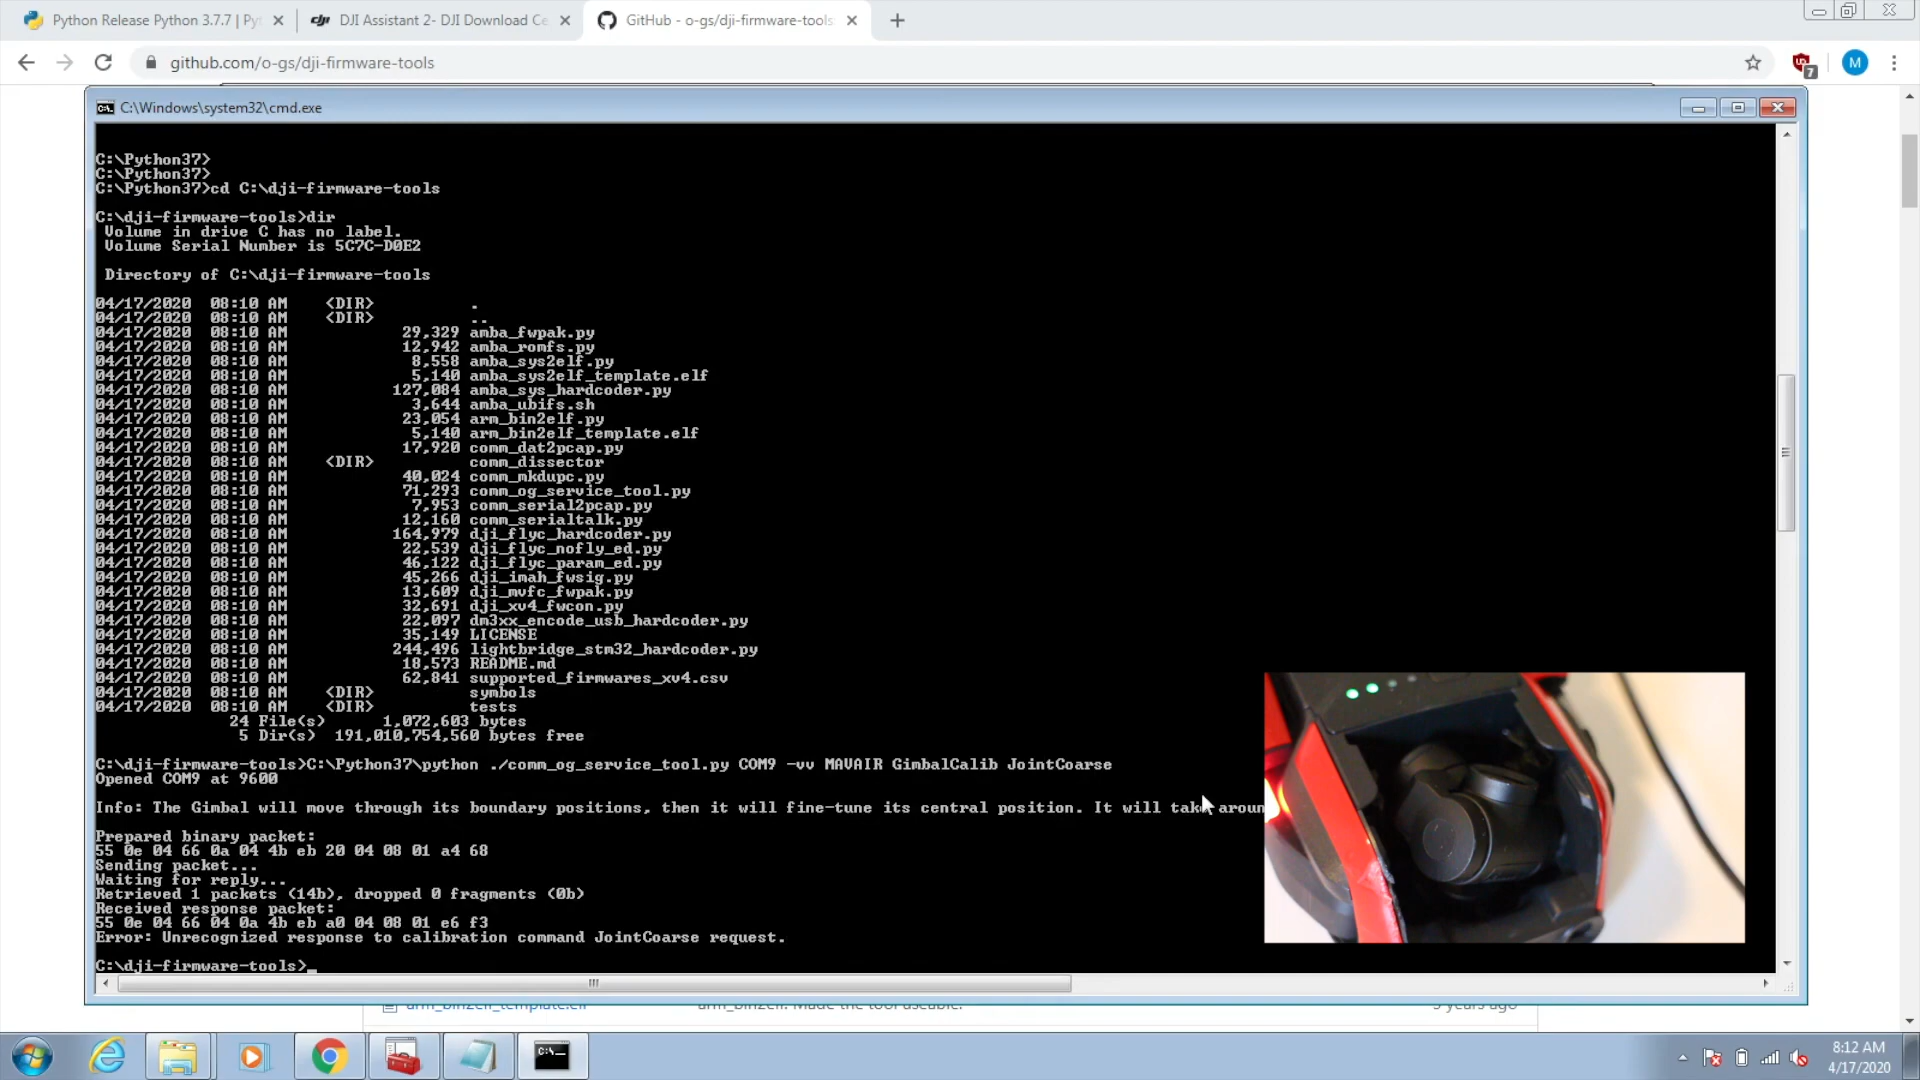 Python Release Python 3.7.7 | Py
DJI Assistant 2- DJI Download Ce
GitHub - o-gs/dji-firmware-tools:
github.com/o-gs/dji-firmware-tools
7
M
C:\Windows\system32\cmd.exe
C:\Python37>
C:\Python37>
C:\Python37>cd C:\dji-firmware-tools
C:\dji-firmware-tools>dir
Volume in drive C has no label.
Volume Serial Number is 5C7C-D0E2
Directory of C:\dji-firmware-tools
04/17/2020 08:10 AM <DIR> .
04/17/2020 08:10 AM <DIR> ..
04/17/2020 08:10 AM 29,329 amba_fwpak.py
04/17/2020 08:10 AM 12,942 amba_romfs.py
04/17/2020 08:10 AM 8,558 amba_sys2elf.py
04/17/2020 08:10 AM 5,140 amba_sys2elf_template.elf
04/17/2020 08:10 AM 127,084 amba_sys_hardcoder.py
04/17/2020 08:10 AM 3,644 amba_ubifs.sh
04/17/2020 08:10 AM 23,054 arm_bin2elf.py
04/17/2020 08:10 AM 5,140 arm_bin2elf_template.elf
04/17/2020 08:10 AM 17,920 comm_dat2pcap.py
04/17/2020 08:10 AM <DIR> comm_dissector
04/17/2020 08:10 AM 40,024 comm_mkdupc.py
04/17/2020 08:10 AM 71,293 comm_og_service_tool.py
04/17/2020 08:10 AM 7,953 comm_serial2pcap.py
04/17/2020 08:10 AM 12,160 comm_serialtalk.py
04/17/2020 08:10 AM 164,979 dji_flyc_hardcoder.py
04/17/2020 08:10 AM 22,539 dji_flyc_nofly_ed.py
04/17/2020 08:10 AM 46,122 dji_flyc_param_ed.py
04/17/2020 08:10 AM 45,266 dji_imah_fwsig.py
04/17/2020 08:10 AM 13,609 dji_mvfc_fwpak.py
04/17/2020 08:10 AM 32,691 dji_xv4_fwcon.py
04/17/2020 08:10 AM 22,097 dm3xx_encode_usb_hardcoder.py
04/17/2020 08:10 AM 35,149 LICENSE
04/17/2020 08:10 AM 244,496 lightbridge_stm32_hardcoder.py
04/17/2020 08:10 AM 18,573 README.md
04/17/2020 08:10 AM 62,841 supported_firmwares_xv4.csv
04/17/2020 08:10 AM <DIR> symbols
04/17/2020 08:10 AM <DIR> tests
24 File(s) 1,072,603 bytes
5 Dir(s) 191,010,754,560 bytes free
C:\dji-firmware-tools>C:\Python37\python ./comm_og_service_tool.py COM9 -vv MAVAIR GimbalCalib JointCoarse
Opened COM9 at 9600
Info: The Gimbal will move through its boundary positions, then it will fine-tune its central position. It will take aroun
Prepared binary packet:
55 0e 04 66 0a 04 4b eb 20 04 08 01 a4 68
Sending packet...
Waiting for reply...
Retrieved 1 packets (14b), dropped 0 fragments (0b)
Received response packet:
55 0e 04 66 04 0a 4b eb a0 04 08 01 e6 f3
Error: Unrecognized response to calibration command JointCoarse request.
C:\dji-firmware-tools>_
arm_bin2elf_template.elf arm_bin2elf: Made the tool useable. 3 years ago
8:12 AM
4/17/2020